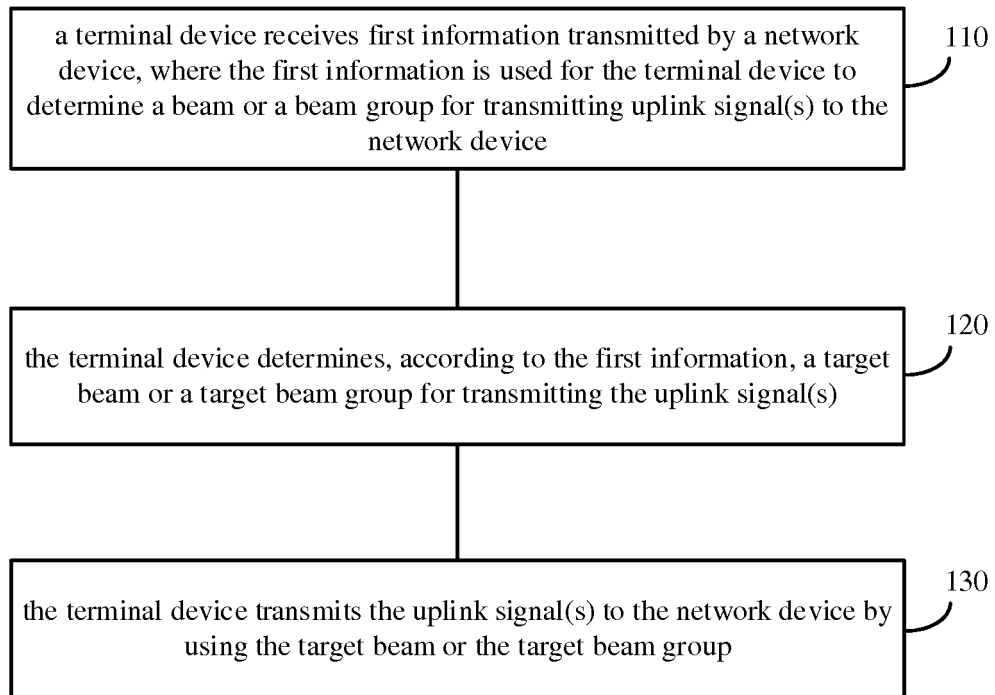 a terminal device receives first information transmitted by a network
device, where the first information is used for the terminal device to
determine a beam or a beam group for transmitting uplink signal(s) to the
network device
110
the terminal device determines, according to the first information, a target
beam or a target beam group for transmitting the uplink signal(s)
120
the terminal device transmits the uplink signal(s) to the network device by
using the target beam or the target beam group
130